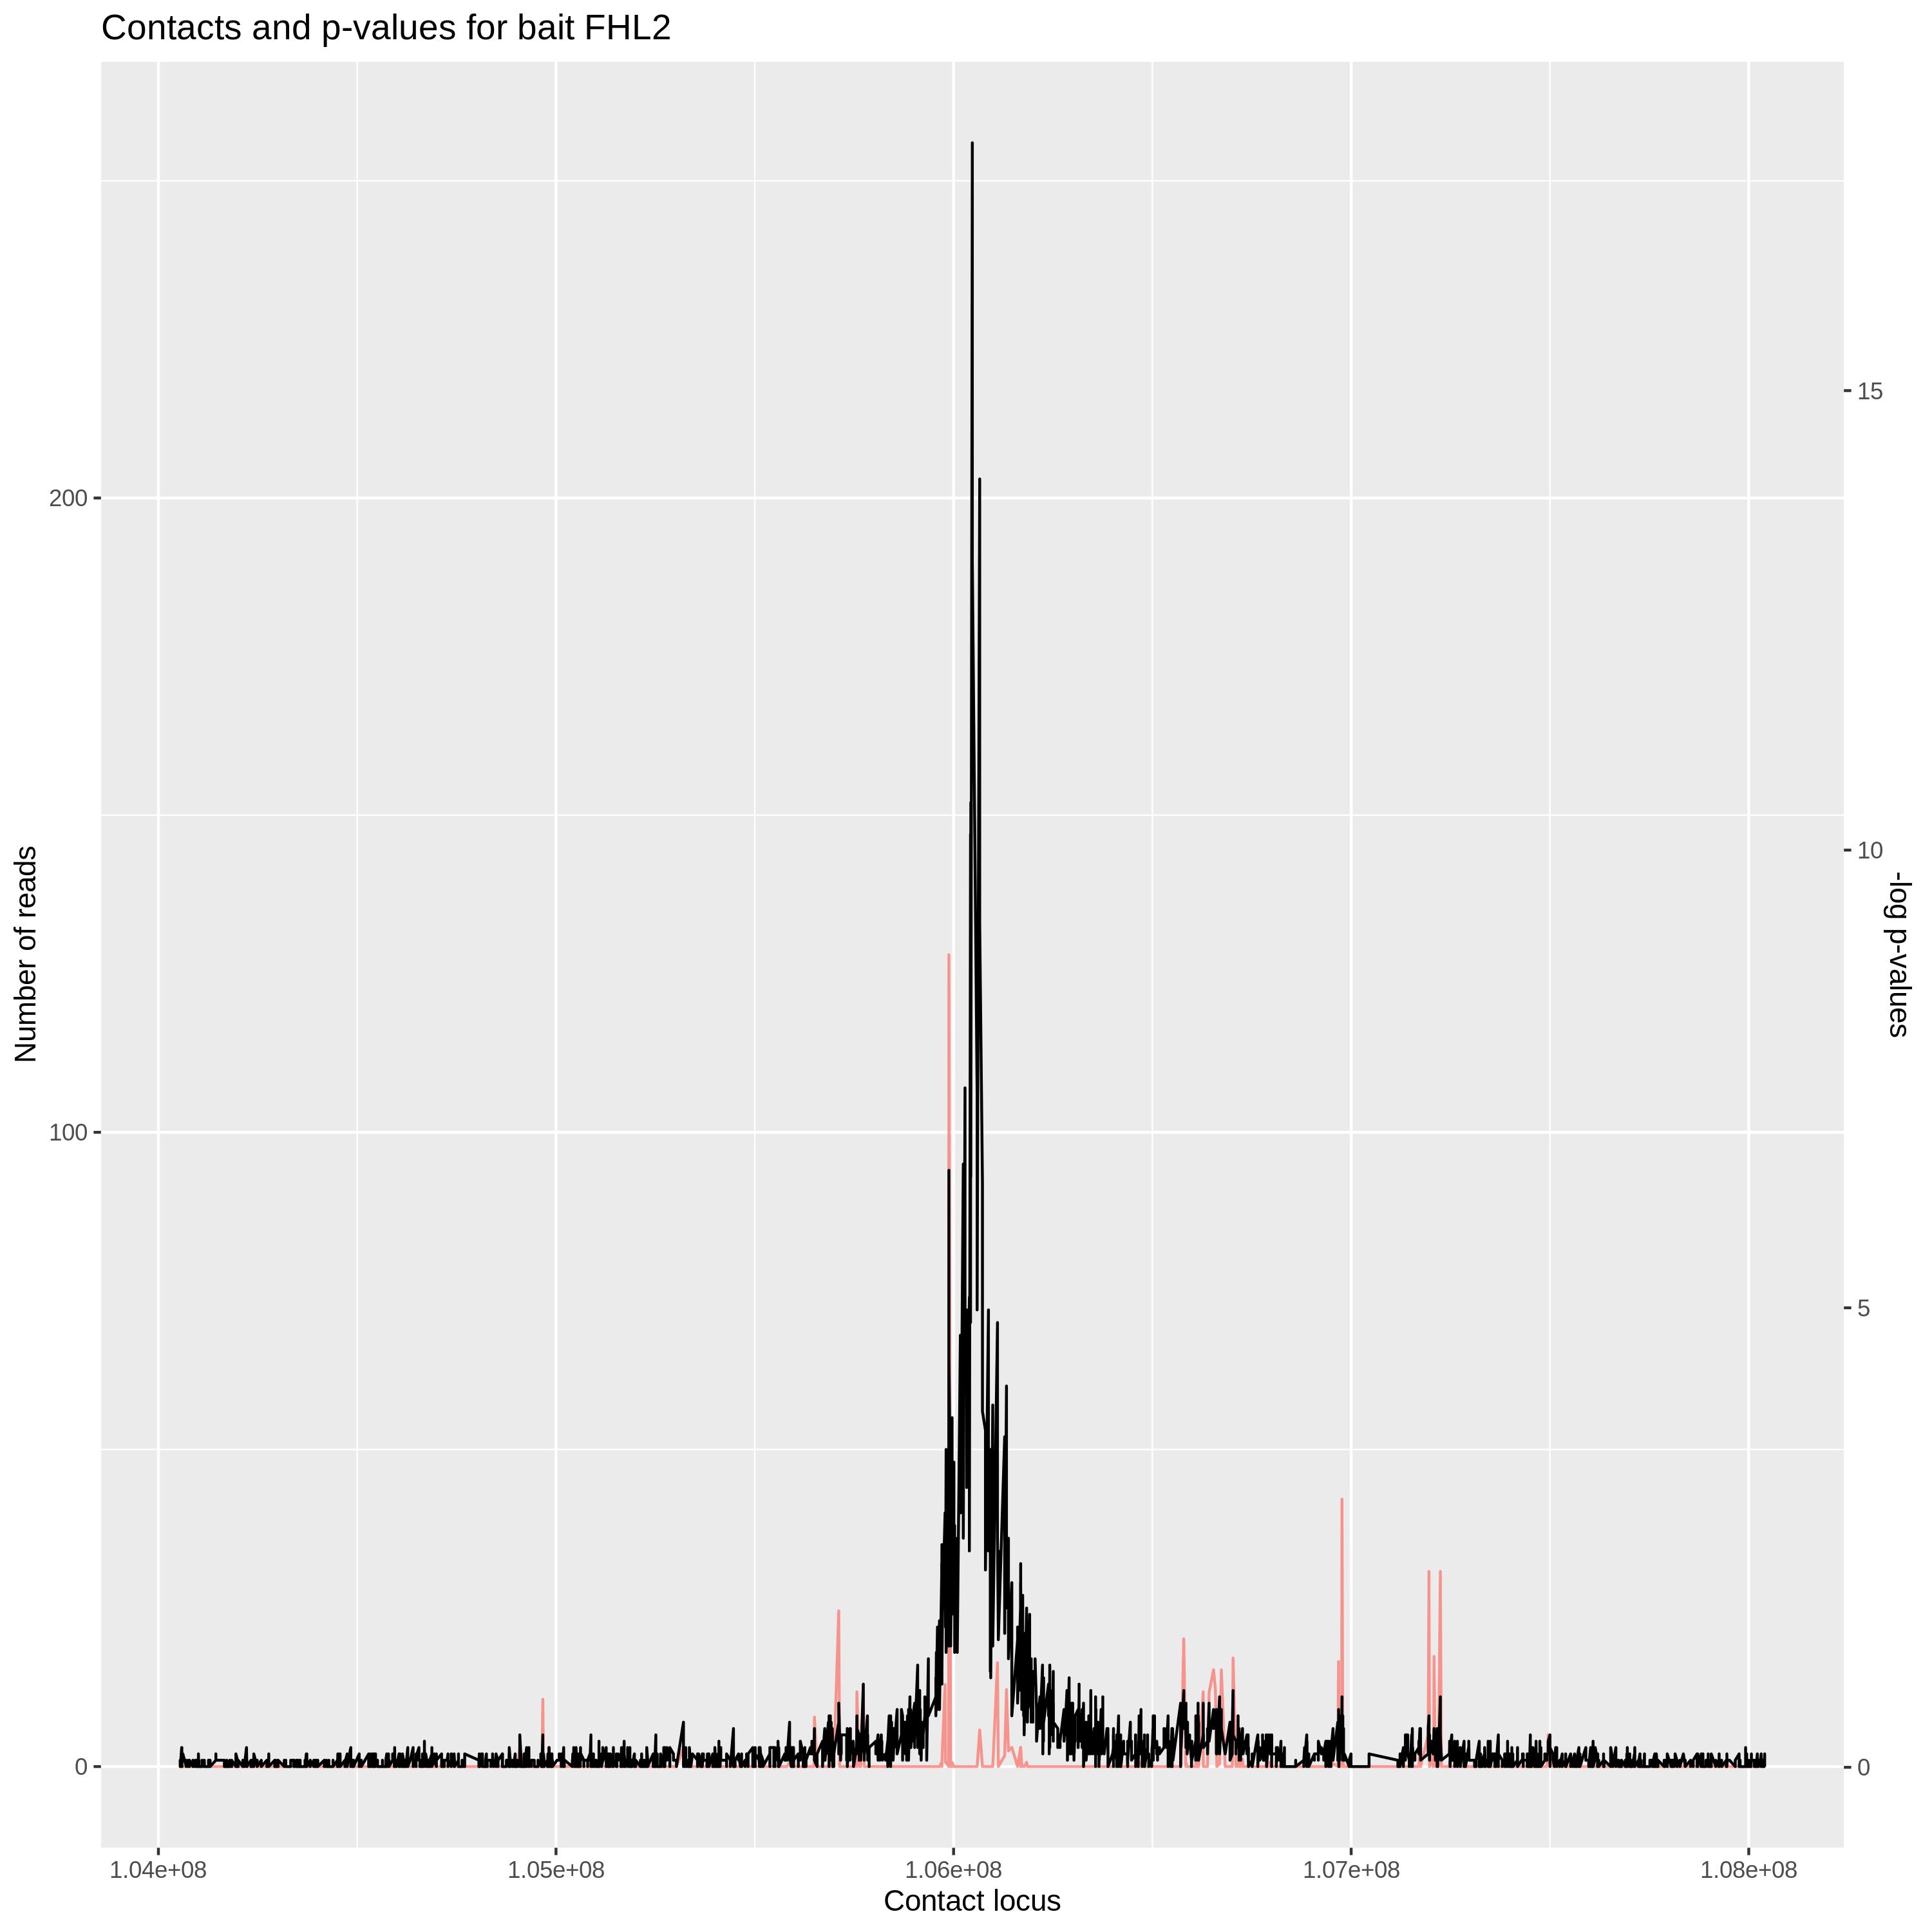 Contacts and p-values for bait FHL2
Number of reads
200
100
0
15
10
5
0
-log p-values
1.04e+08 1.05e+08 1.06e+08 1.07e+08 1.08e+08
Contact locus